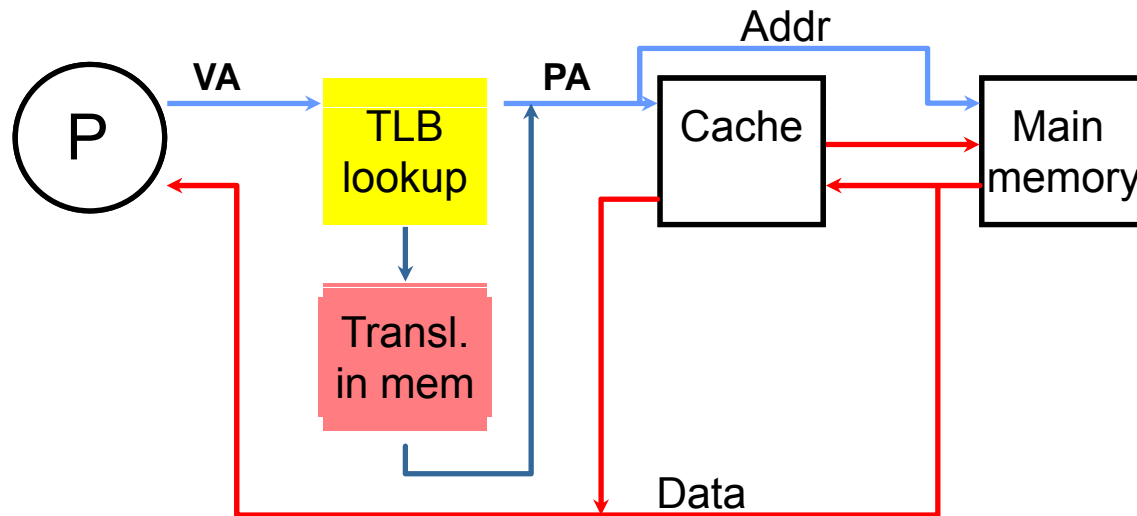 Addr
VA
PA
P
TLB
lookup
Cache
Main
memory
Transl.
in mem
Data